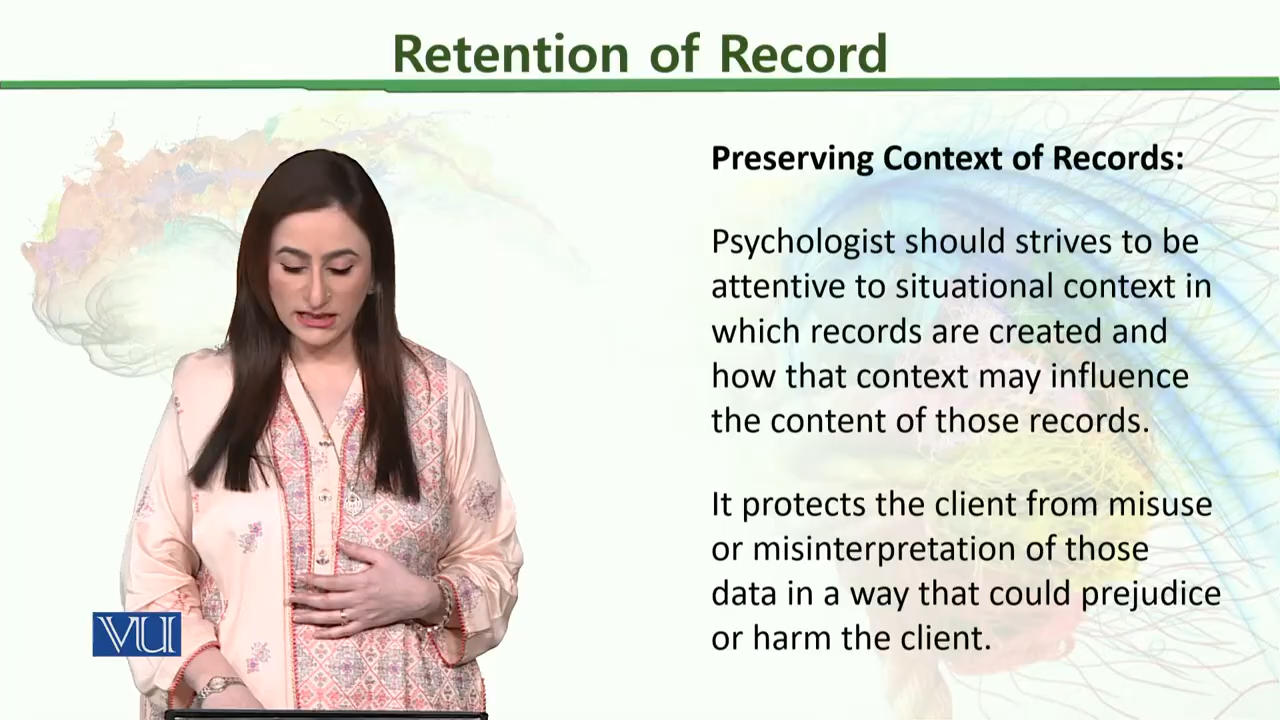 Retention of Record
Preserving Context of Records:
Psychologist should strives to be
attentive to situational context in
which records are created and
how that context may influence
the content of those records.
It protects the client from misuse
or misinterpretation of those
data in a way that could prejudice
or harm the client.
VU